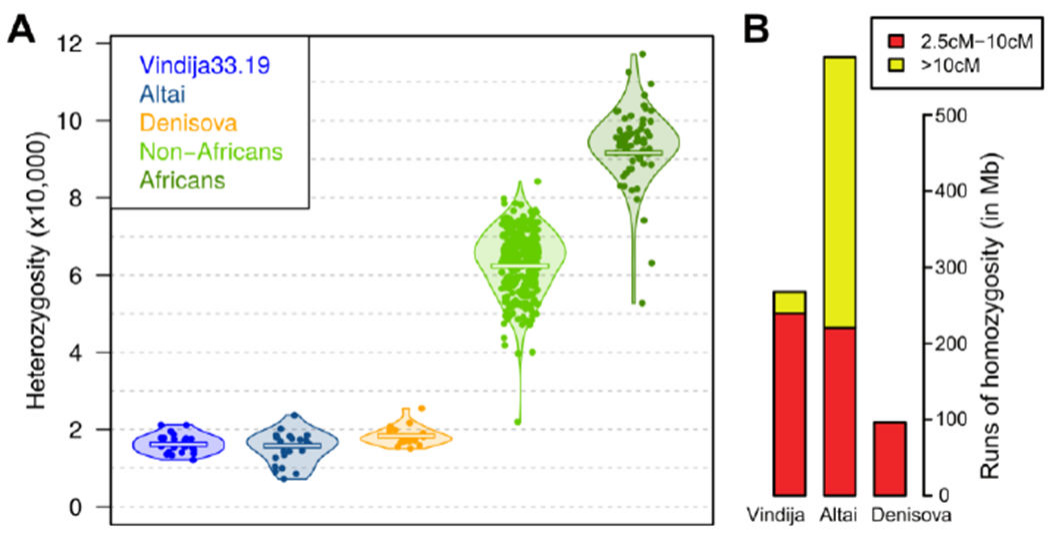 A
Heterozygosity (x10,000)
12
10
8
6
4
2
0
Vindija33.19
Altai
Denisova
Non−Africans
Africans
B
2.5cM−10cM
>10cM
500
400
300
200
100
0
Runs of homozygosity (in Mb)
Vindija Altai Denisova